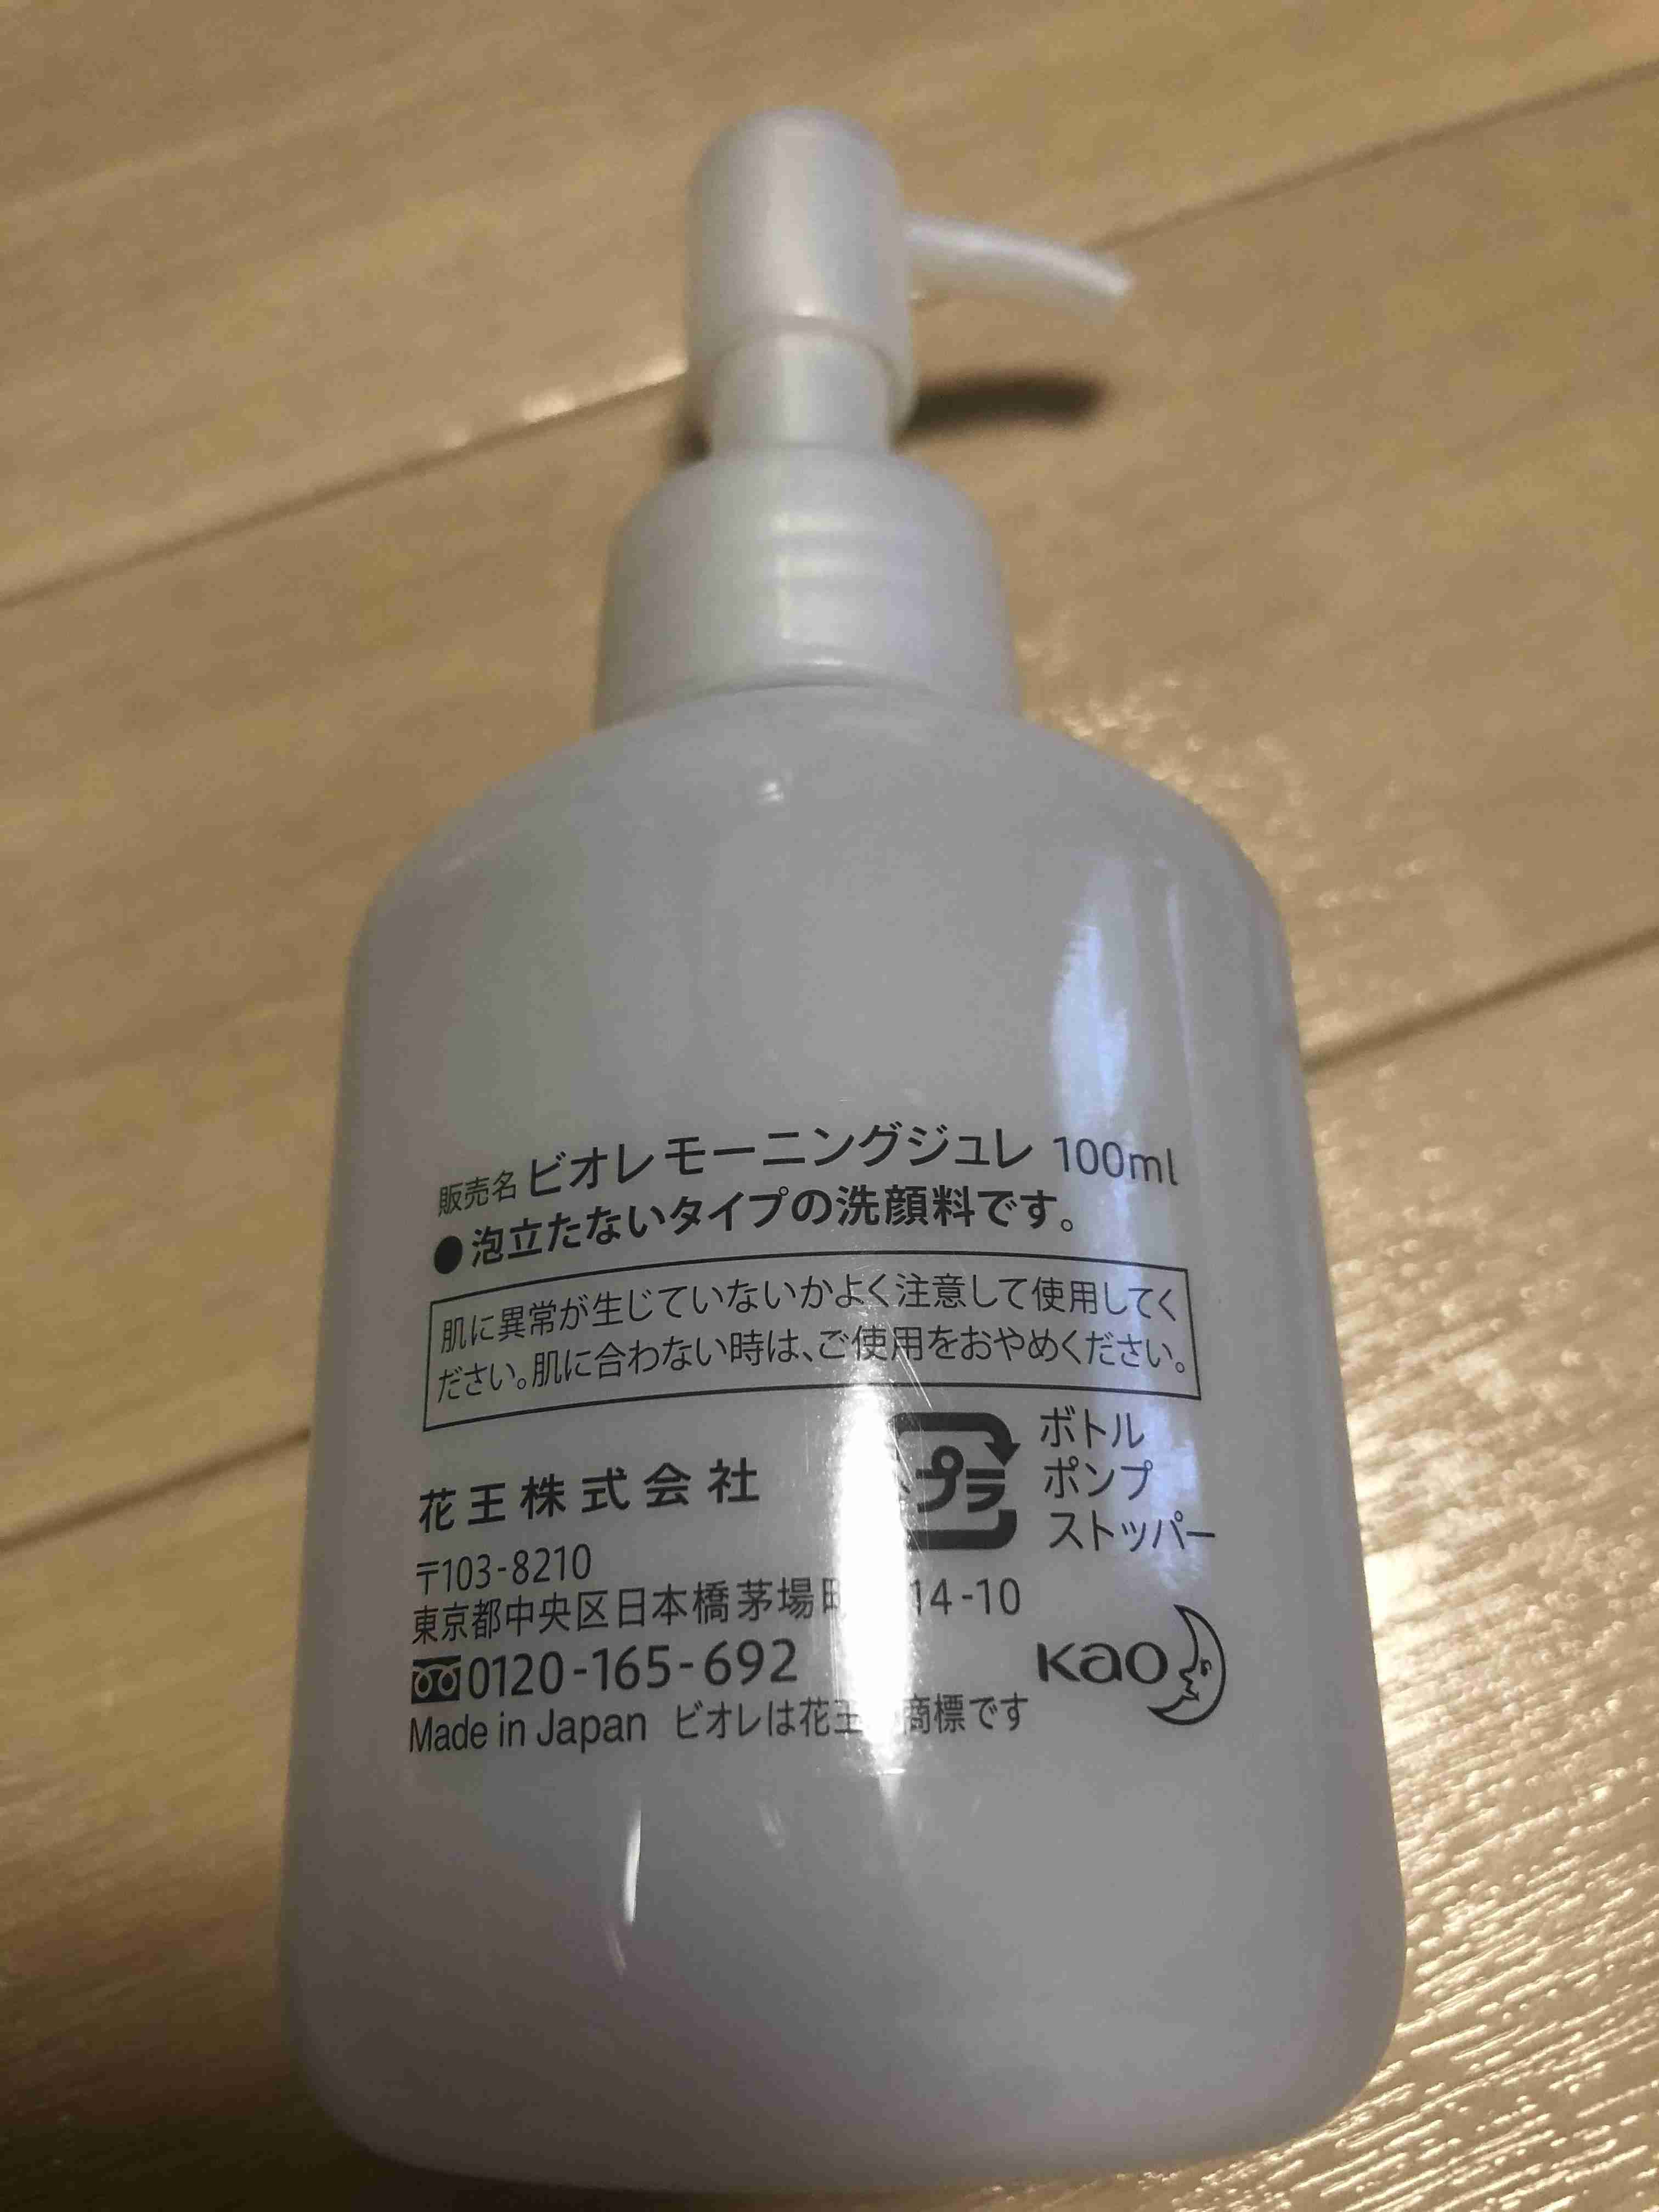 販売名 ビオレ モーニングジュレ 100ml
●泡立たないタイプの洗顔料です。
肌に異常が生じていないかよく注意して使用してく
ださい。肌に合わない時は、ご使用をおやめください。
花王株式会社
プラ
ボトル
ポンプ
ストッパー
〒103-8210
東京都中央区日本橋茅場 14-10
0120-165-692
kao
Made in Japan ビオレは花王 商標です